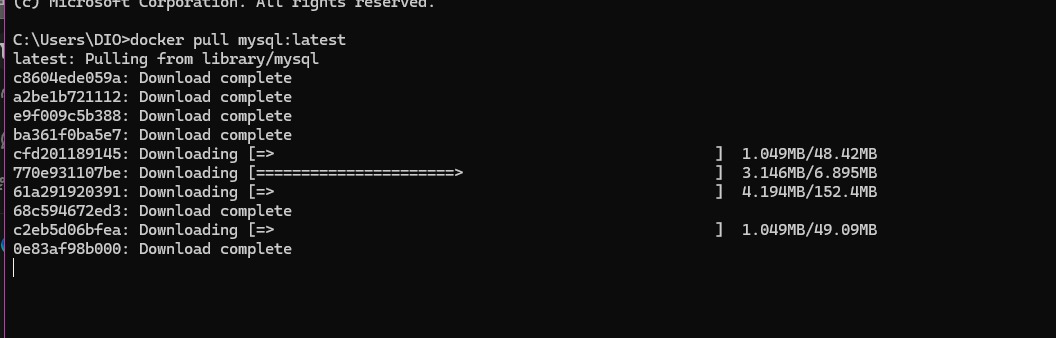 (c) Microsoft Corporation. All rights reserved.
C:\Users\DIO>docker pull mysql:latest
latest: Pulling from library/mysql
c8604ede059a: Download complete
a2be1b721112: Download complete
e9f009c5b388: Download complete
ba361f0ba5e7: Download complete
cfd201189145: Downloading [=>                                                 ]  1.049MB/48.42MB
770e931107be: Downloading [======================>                            ]  3.146MB/6.895MB
61a291920391: Downloading [=>                                                 ]  4.194MB/152.4MB
68c594672ed3: Download complete
c2eb5d06bfea: Downloading [=>                                                 ]  1.049MB/49.09MB
0e83af98b000: Download complete